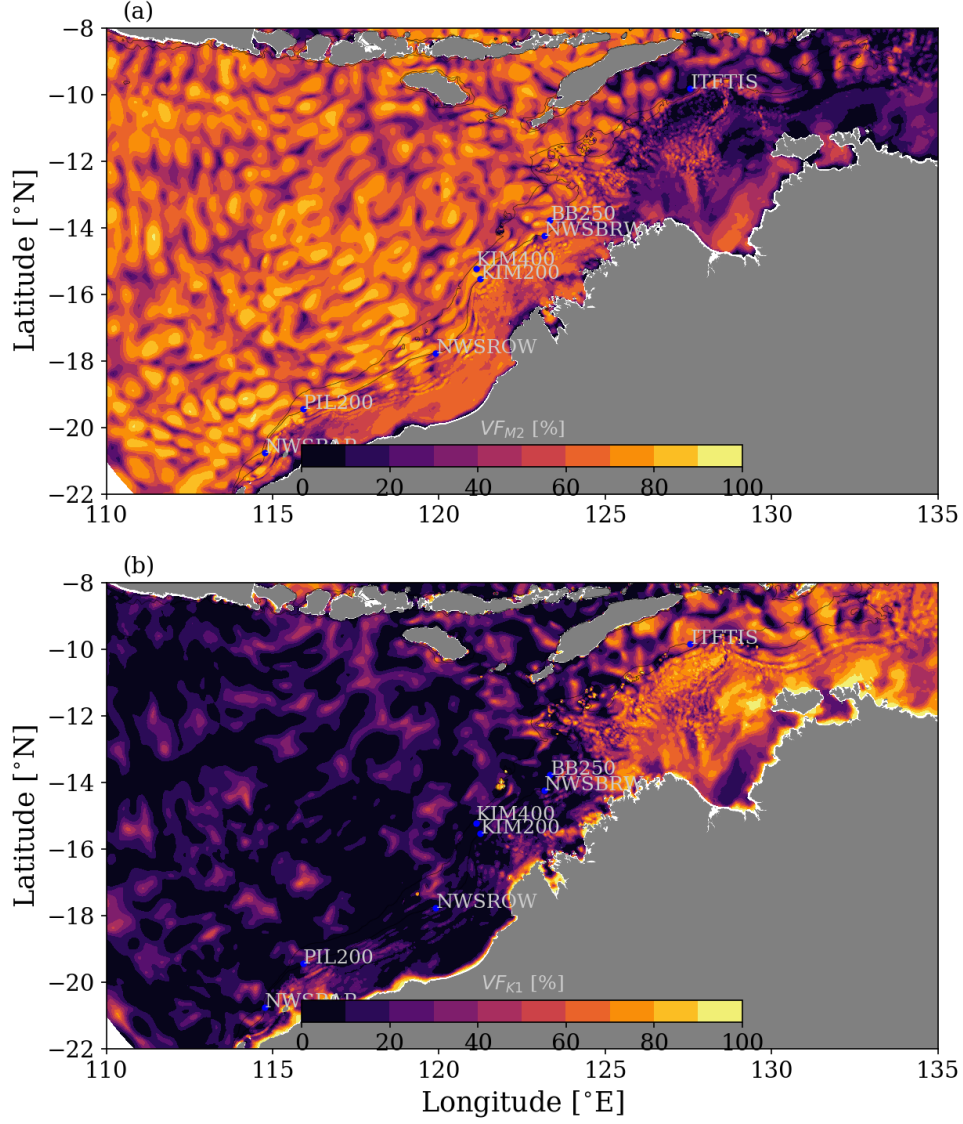 (a)
−8
−10
−12
−14
−16
−18
−20
−22
Latitude [°N]
ITFTIS
BB250
NWSBRW
KIM400
KIM200
NWSROW
PIL200
NWSPAR
VF_M2 [%]
0 20 40 60 80 100
110 115 120 125 130 135
(b)
−8
−10
−12
−14
−16
−18
−20
−22
Latitude [°N]
ITFTIS
BB250
NWSBRW
KIM400
KIM200
NWSROW
PIL200
NWSPAR
VF_K1 [%]
0 20 40 60 80 100
110 115 120 125 130 135
Longitude [°E]